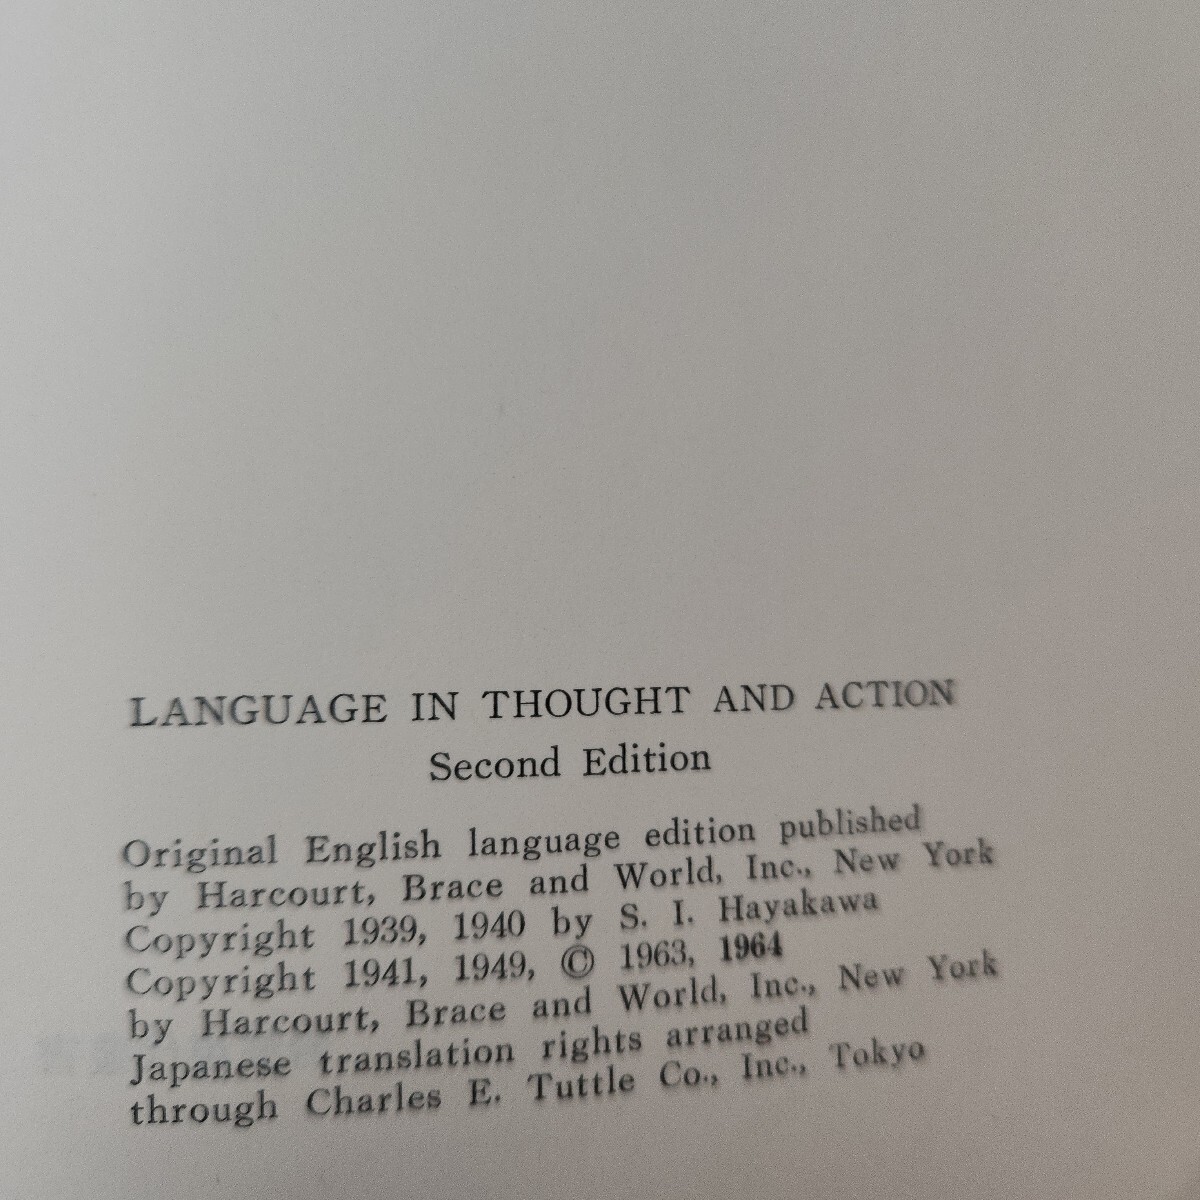 LANGUAGE IN THOUGHT AND ACTION
Second Edition
Original English language edition published
by Harcourt, Brace and World, Inc., New York
Copyright 1939, 1940 by S. I. Hayakawa
Copyright 1941, 1949, © 1963, 1964
by Harcourt, Brace and World, Inc., New York
Japanese translation rights arranged
through Charles E. Tuttle Co., Inc., Tokyo